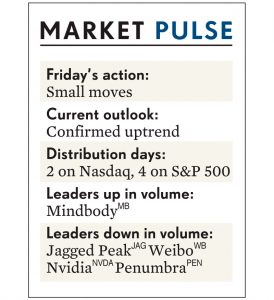 MARKET PULSE
Friday's action:
Small moves
Current outlook:
Confirmed uptrend
Distribution days:
2 on Nasdaq, 4 on S&P 500
Leaders up in volume:
Mindbody MB
Leaders down in volume:
Jagged Peak JAG Weibo WB
Nvidia NVDA Penumbra PEN